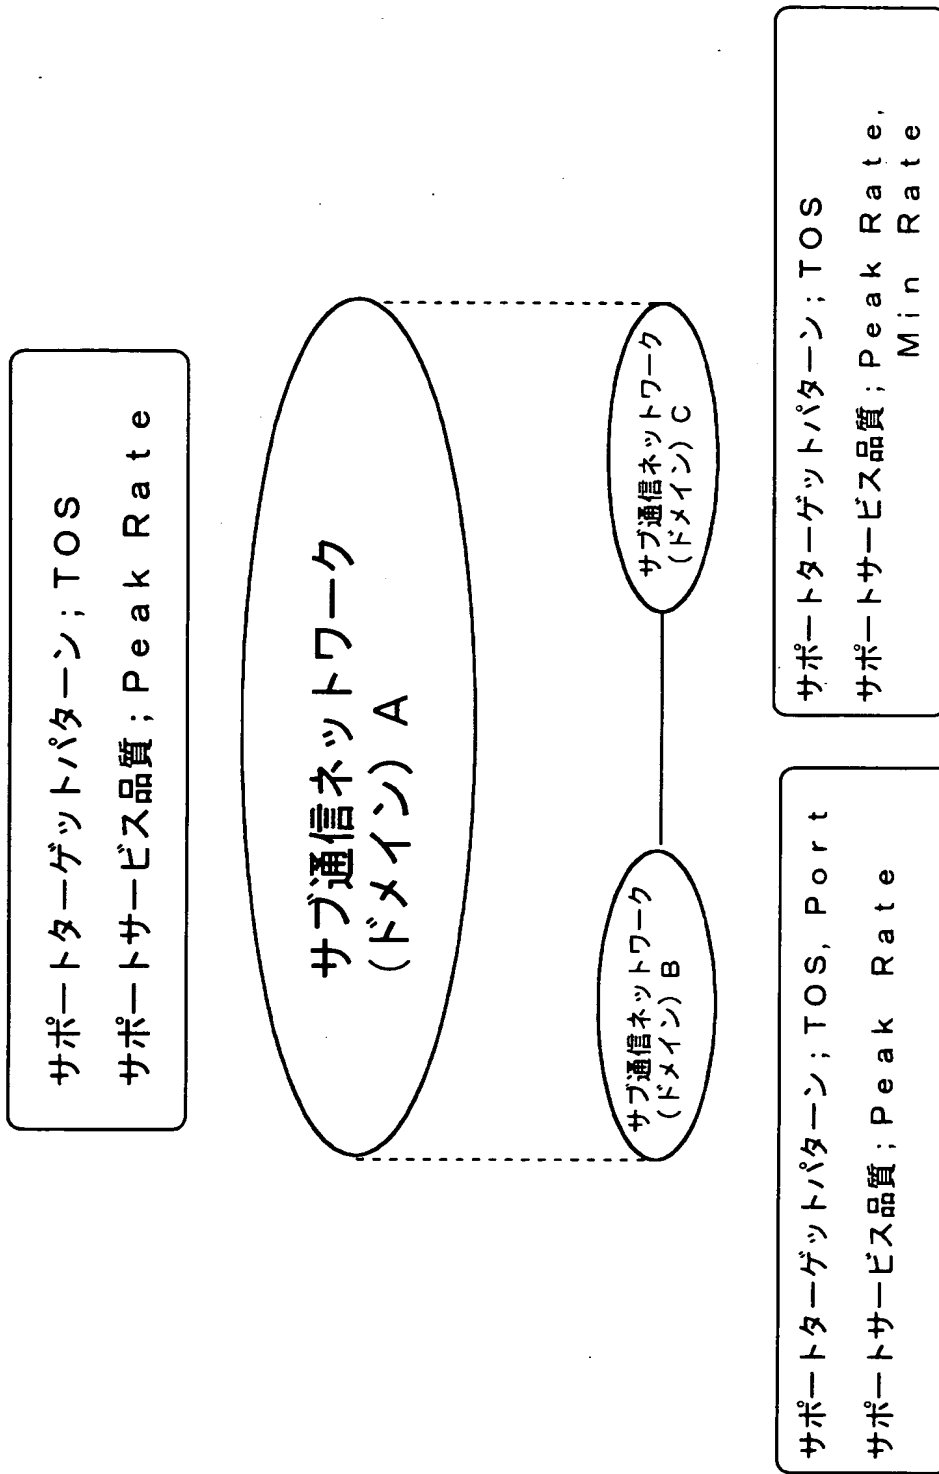 サポートターゲットパターン；TOS
サポートサービス品質；Peak Rate
サブ通信ネットワーク
(ドメイン) A
サブ通信ネットワーク
(ドメイン) B
サブ通信ネットワーク
(ドメイン) C
サポートターゲットパターン；TOS, Port
サポートサービス品質；Peak Rate
サポートターゲットパターン；TOS
サポートサービス品質；Peak Rate,
Min Rate